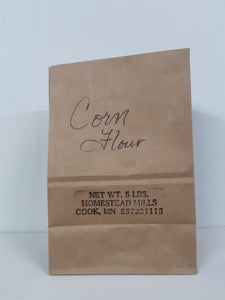 Corn
Flour
NET WT. 5 LBS.
HOMESTEAD MILLS
COOK, MN 557231115